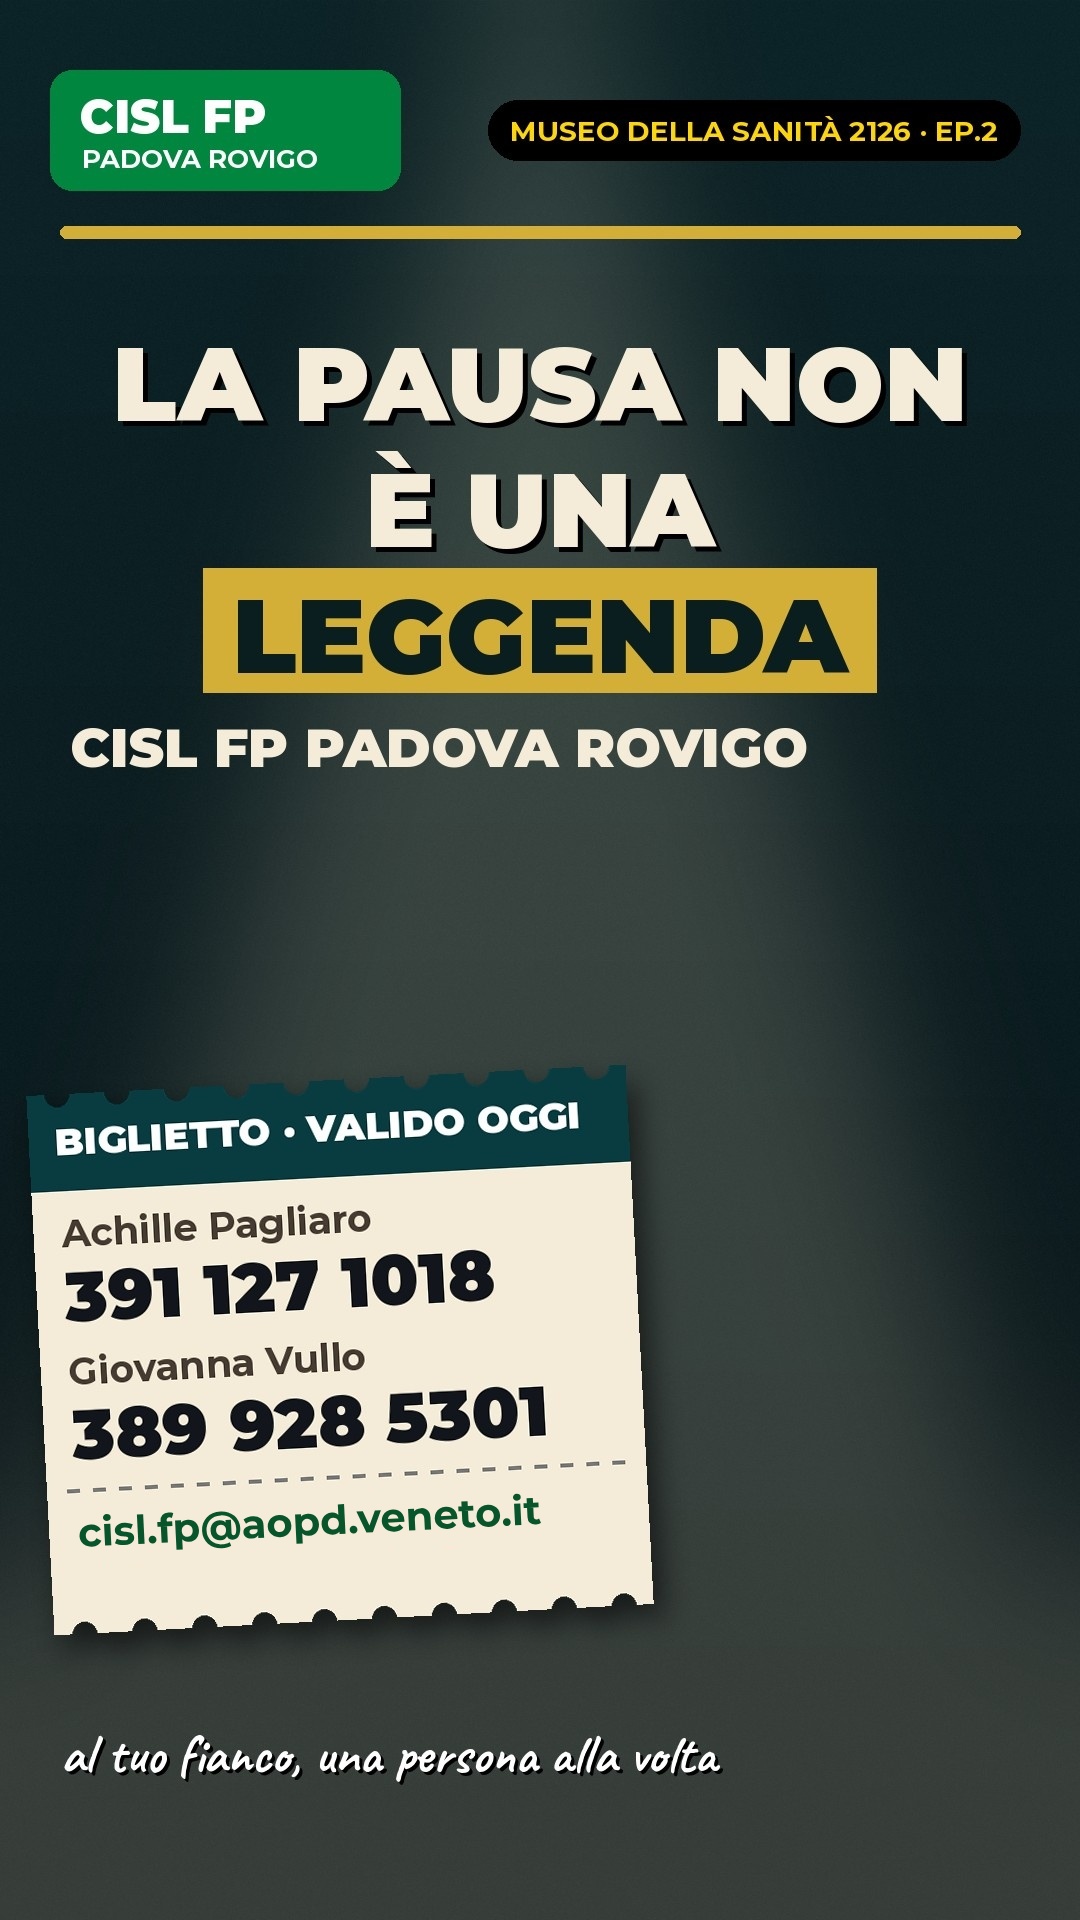 CISL FP
PADOVA ROVIGO
MUSEO DELLA SANITÀ 2126 · EP.2
LA PAUSA NON
È UNA
LEGGENDA
CISL FP PADOVA ROVIGO
BIGLIETTO • VALIDO OGGI
Achille Pagliaro
391 127 1018
Giovanna Vullo
389 928 5301
cisl.fp@aopd.veneto.it
al tuo fianco, una persona alla volta